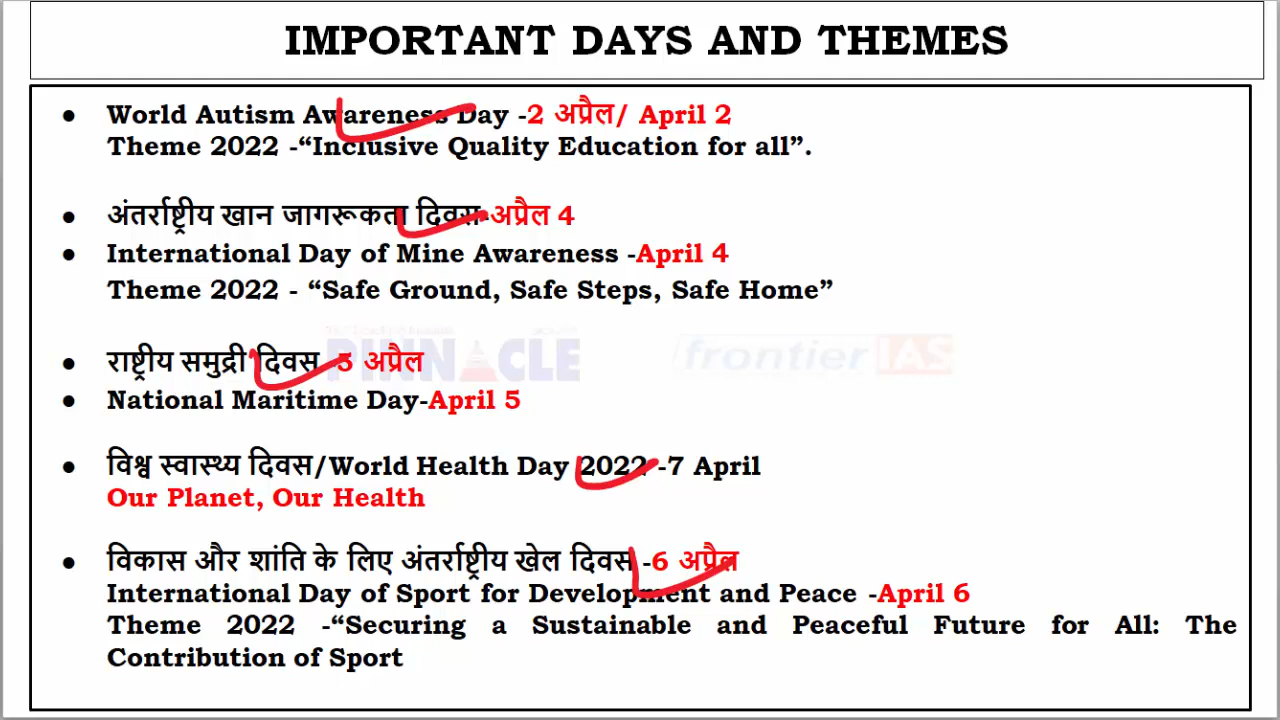 IMPORTANT DAYS AND THEMES
● World Autism Awareness Day -2 अप्रैल/ April 2
Theme 2022 -“Inclusive Quality Education for all”.
● अंतर्राष्ट्रीय खान जागरूकता दिवस-अप्रैल 4
● International Day of Mine Awareness -April 4
Theme 2022 - “Safe Ground, Safe Steps, Safe Home”
PINNACLE
frontier IAS
● राष्ट्रीय समुद्री दिवस -5 अप्रैल
● National Maritime Day-April 5
● विश्व स्वास्थ्य दिवस/World Health Day 2022 -7 April
Our Planet, Our Health
● विकास और शांति के लिए अंतर्राष्ट्रीय खेल दिवस -6 अप्रैल
International Day of Sport for Development and Peace -April 6
Theme 2022 -“Securing a Sustainable and Peaceful Future for All: The
Contribution of Sport